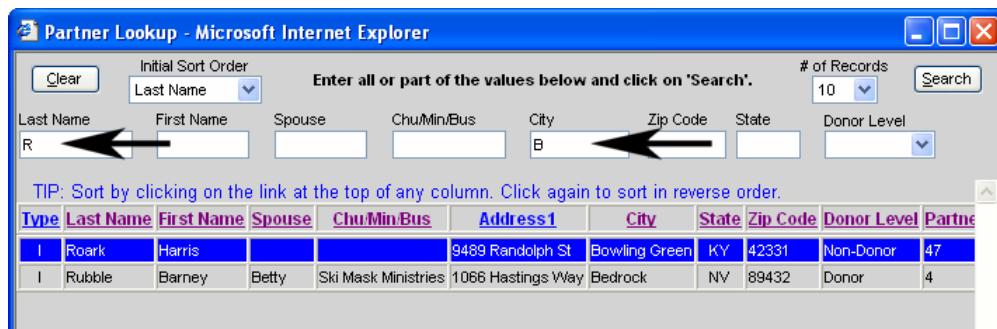 Partner Lookup - Microsoft Internet Explorer
Clear Initial Sort Order Last Name Enter all or part of the values below and click on 'Search'. # of Records 10 Search
Last Name First Name Spouse Chu/Min/Bus City Zip Code State Donor Level
R B
TIP: Sort by clicking on the link at the top of any column. Click again to sort in reverse order.
Type Last Name First Name Spouse Chu/Min/Bus Address1 City State Zip Code Donor Level Partne
I Roark Harris 9489 Randolph St Bowling Green KY 42331 Non-Donor 47
I Rubble Barney Betty Ski Mask Ministries 1066 Hastings Way Bedrock NV 89432 Donor 4